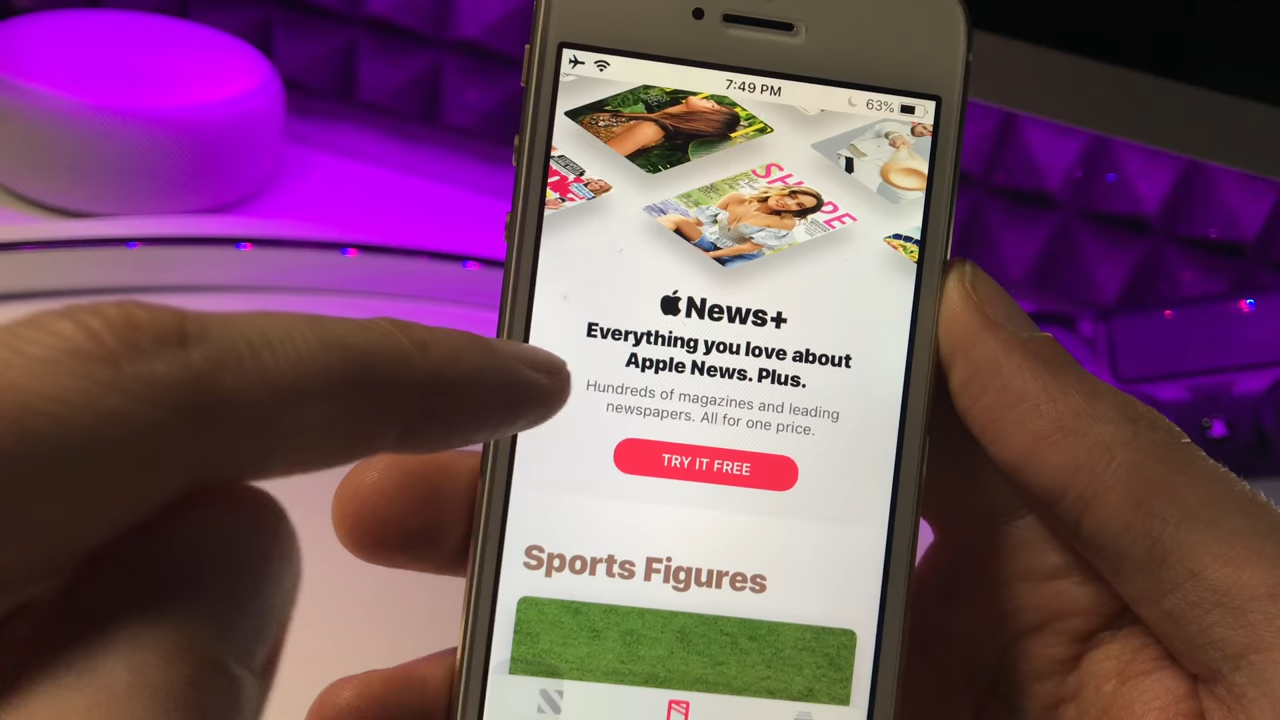 7:49 PM
63%
SHAPE
News+
Everything you love about
Apple News. Plus.
Hundreds of magazines and leading
newspapers. All for one price.
TRY IT FREE
Sports Figures